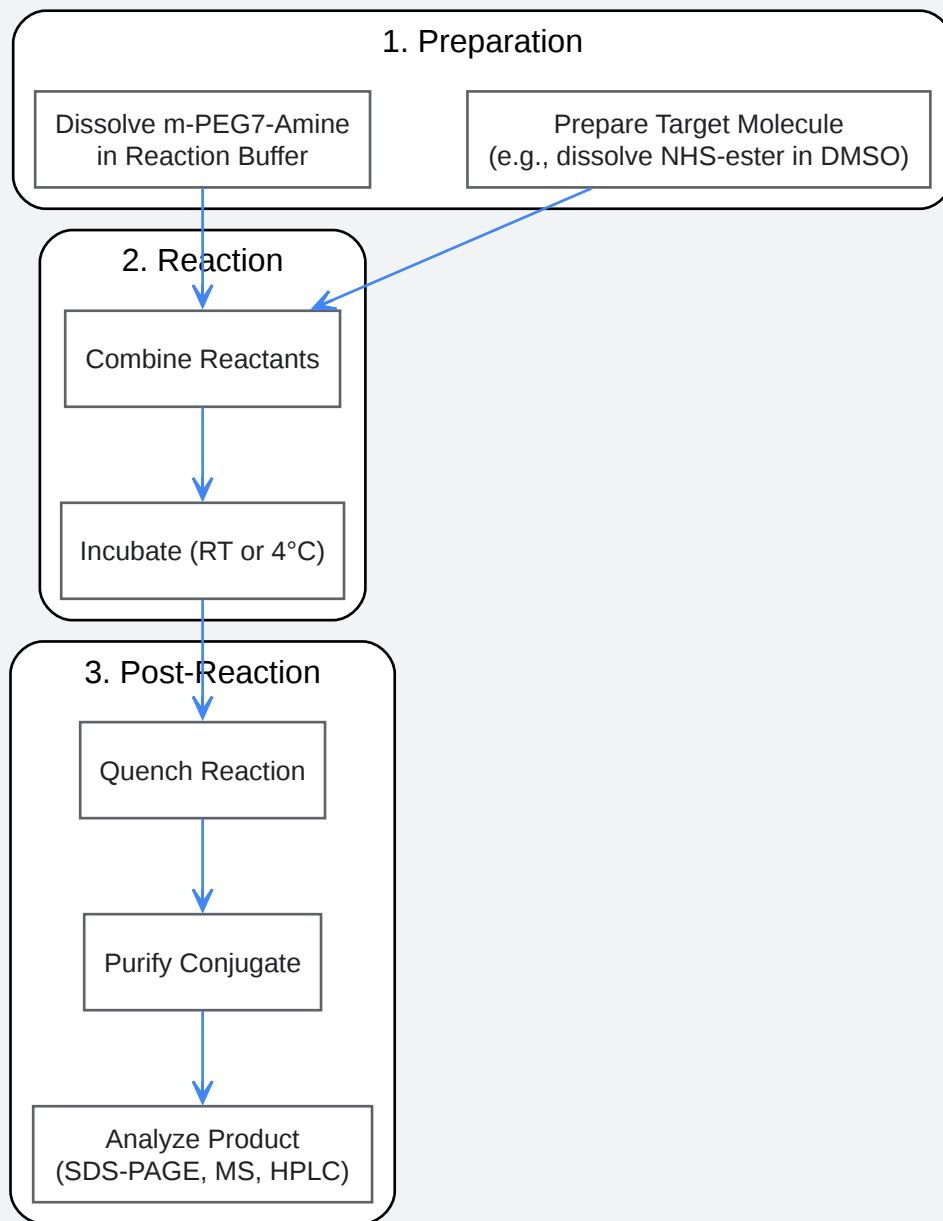 1. Preparation
Dissolve m-PEG7-Amine
in Reaction Buffer
Prepare Target Molecule
(e.g., dissolve NHS-ester in DMSO)
2. Reaction
Combine Reactants
Incubate (RT or 4°C)
3. Post-Reaction
Quench Reaction
Purify Conjugate
Analyze Product
(SDS-PAGE, MS, HPLC)